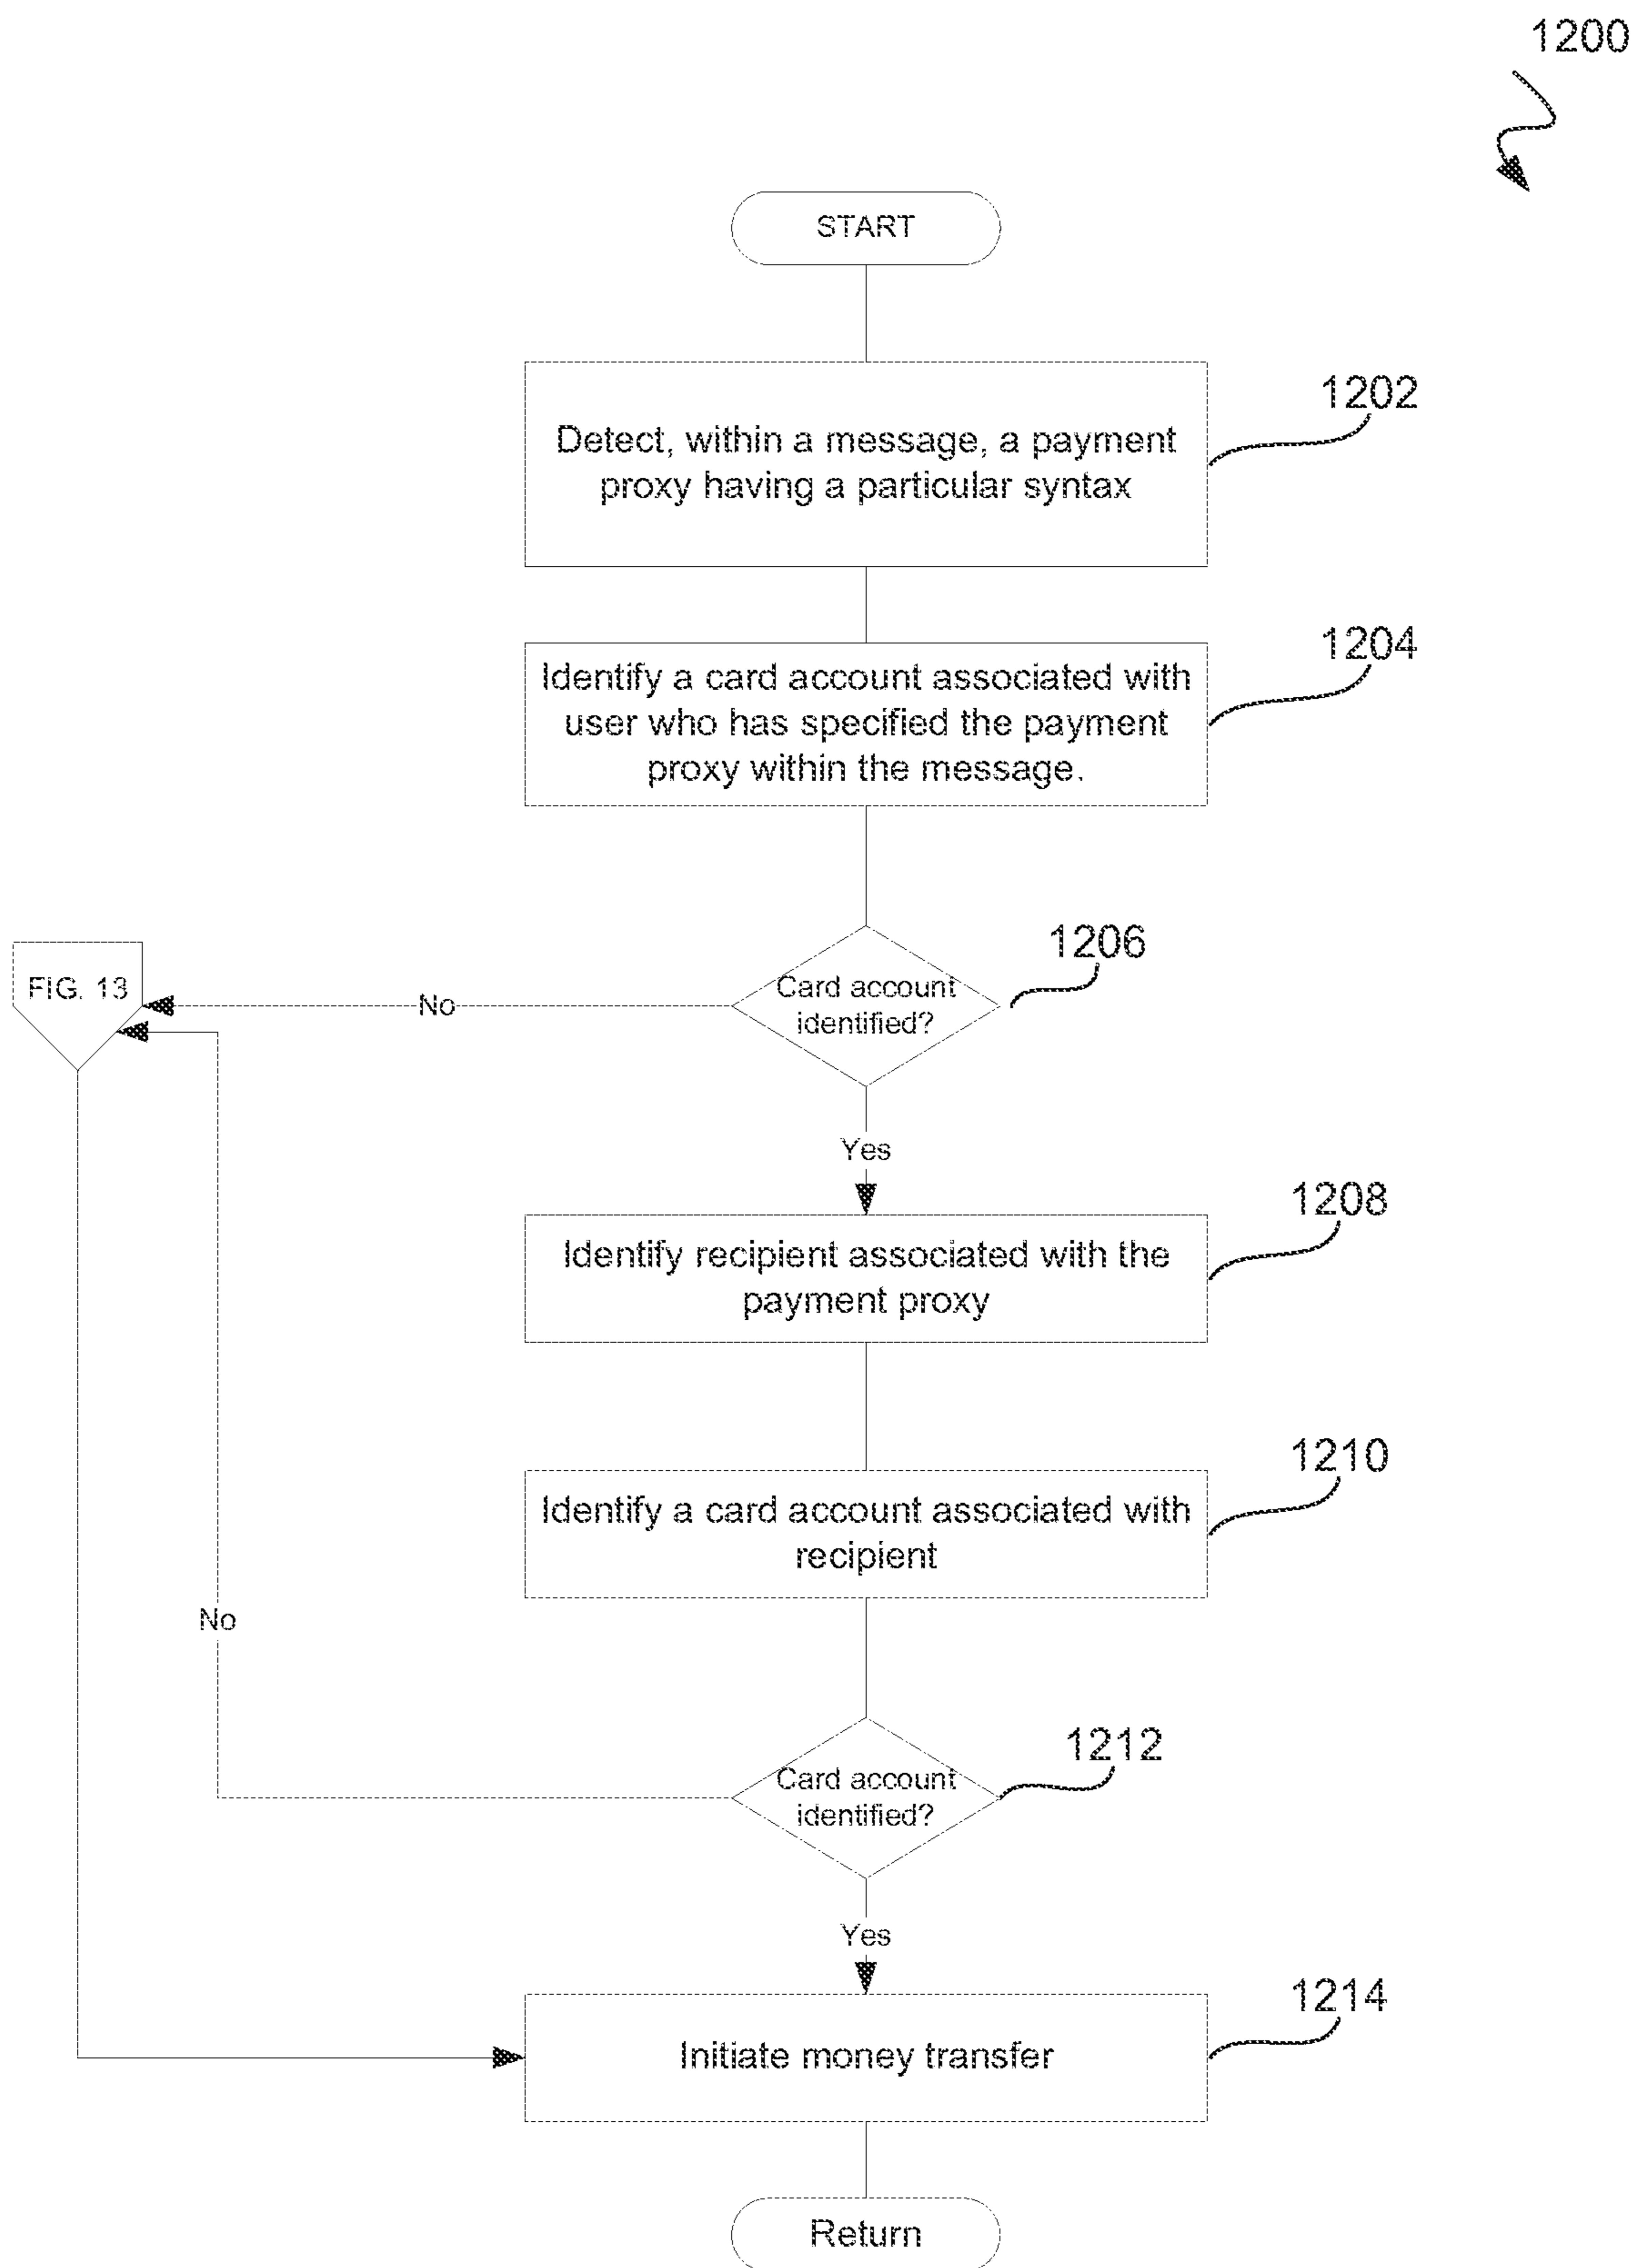 1200
START
1202
Detect, within a message, a payment
proxy having a particular syntax
1204
Identify a card account associated with
user who has specified the payment
proxy within the message.
1206
FIG. 13
No
Card account
identified?
Yes
1208
Identify recipient associated with the
payment proxy
1210
Identify a card account associated with
recipient
No
1212
Card account
identified?
Yes
1214
Initiate money transfer
Return